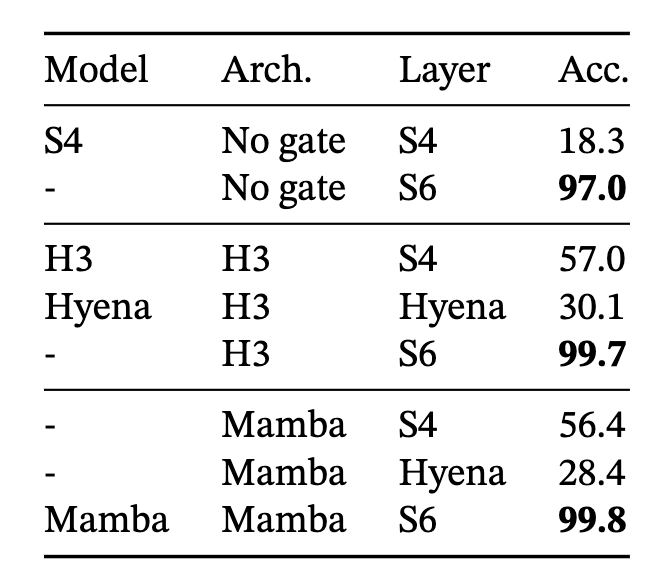 Model Arch. Layer Acc.
S4 No gate S4 18.3
- No gate S6 97.0
H3 H3 S4 57.0
Hyena H3 Hyena 30.1
- H3 S6 99.7
- Mamba S4 56.4
- Mamba Hyena 28.4
Mamba Mamba S6 99.8